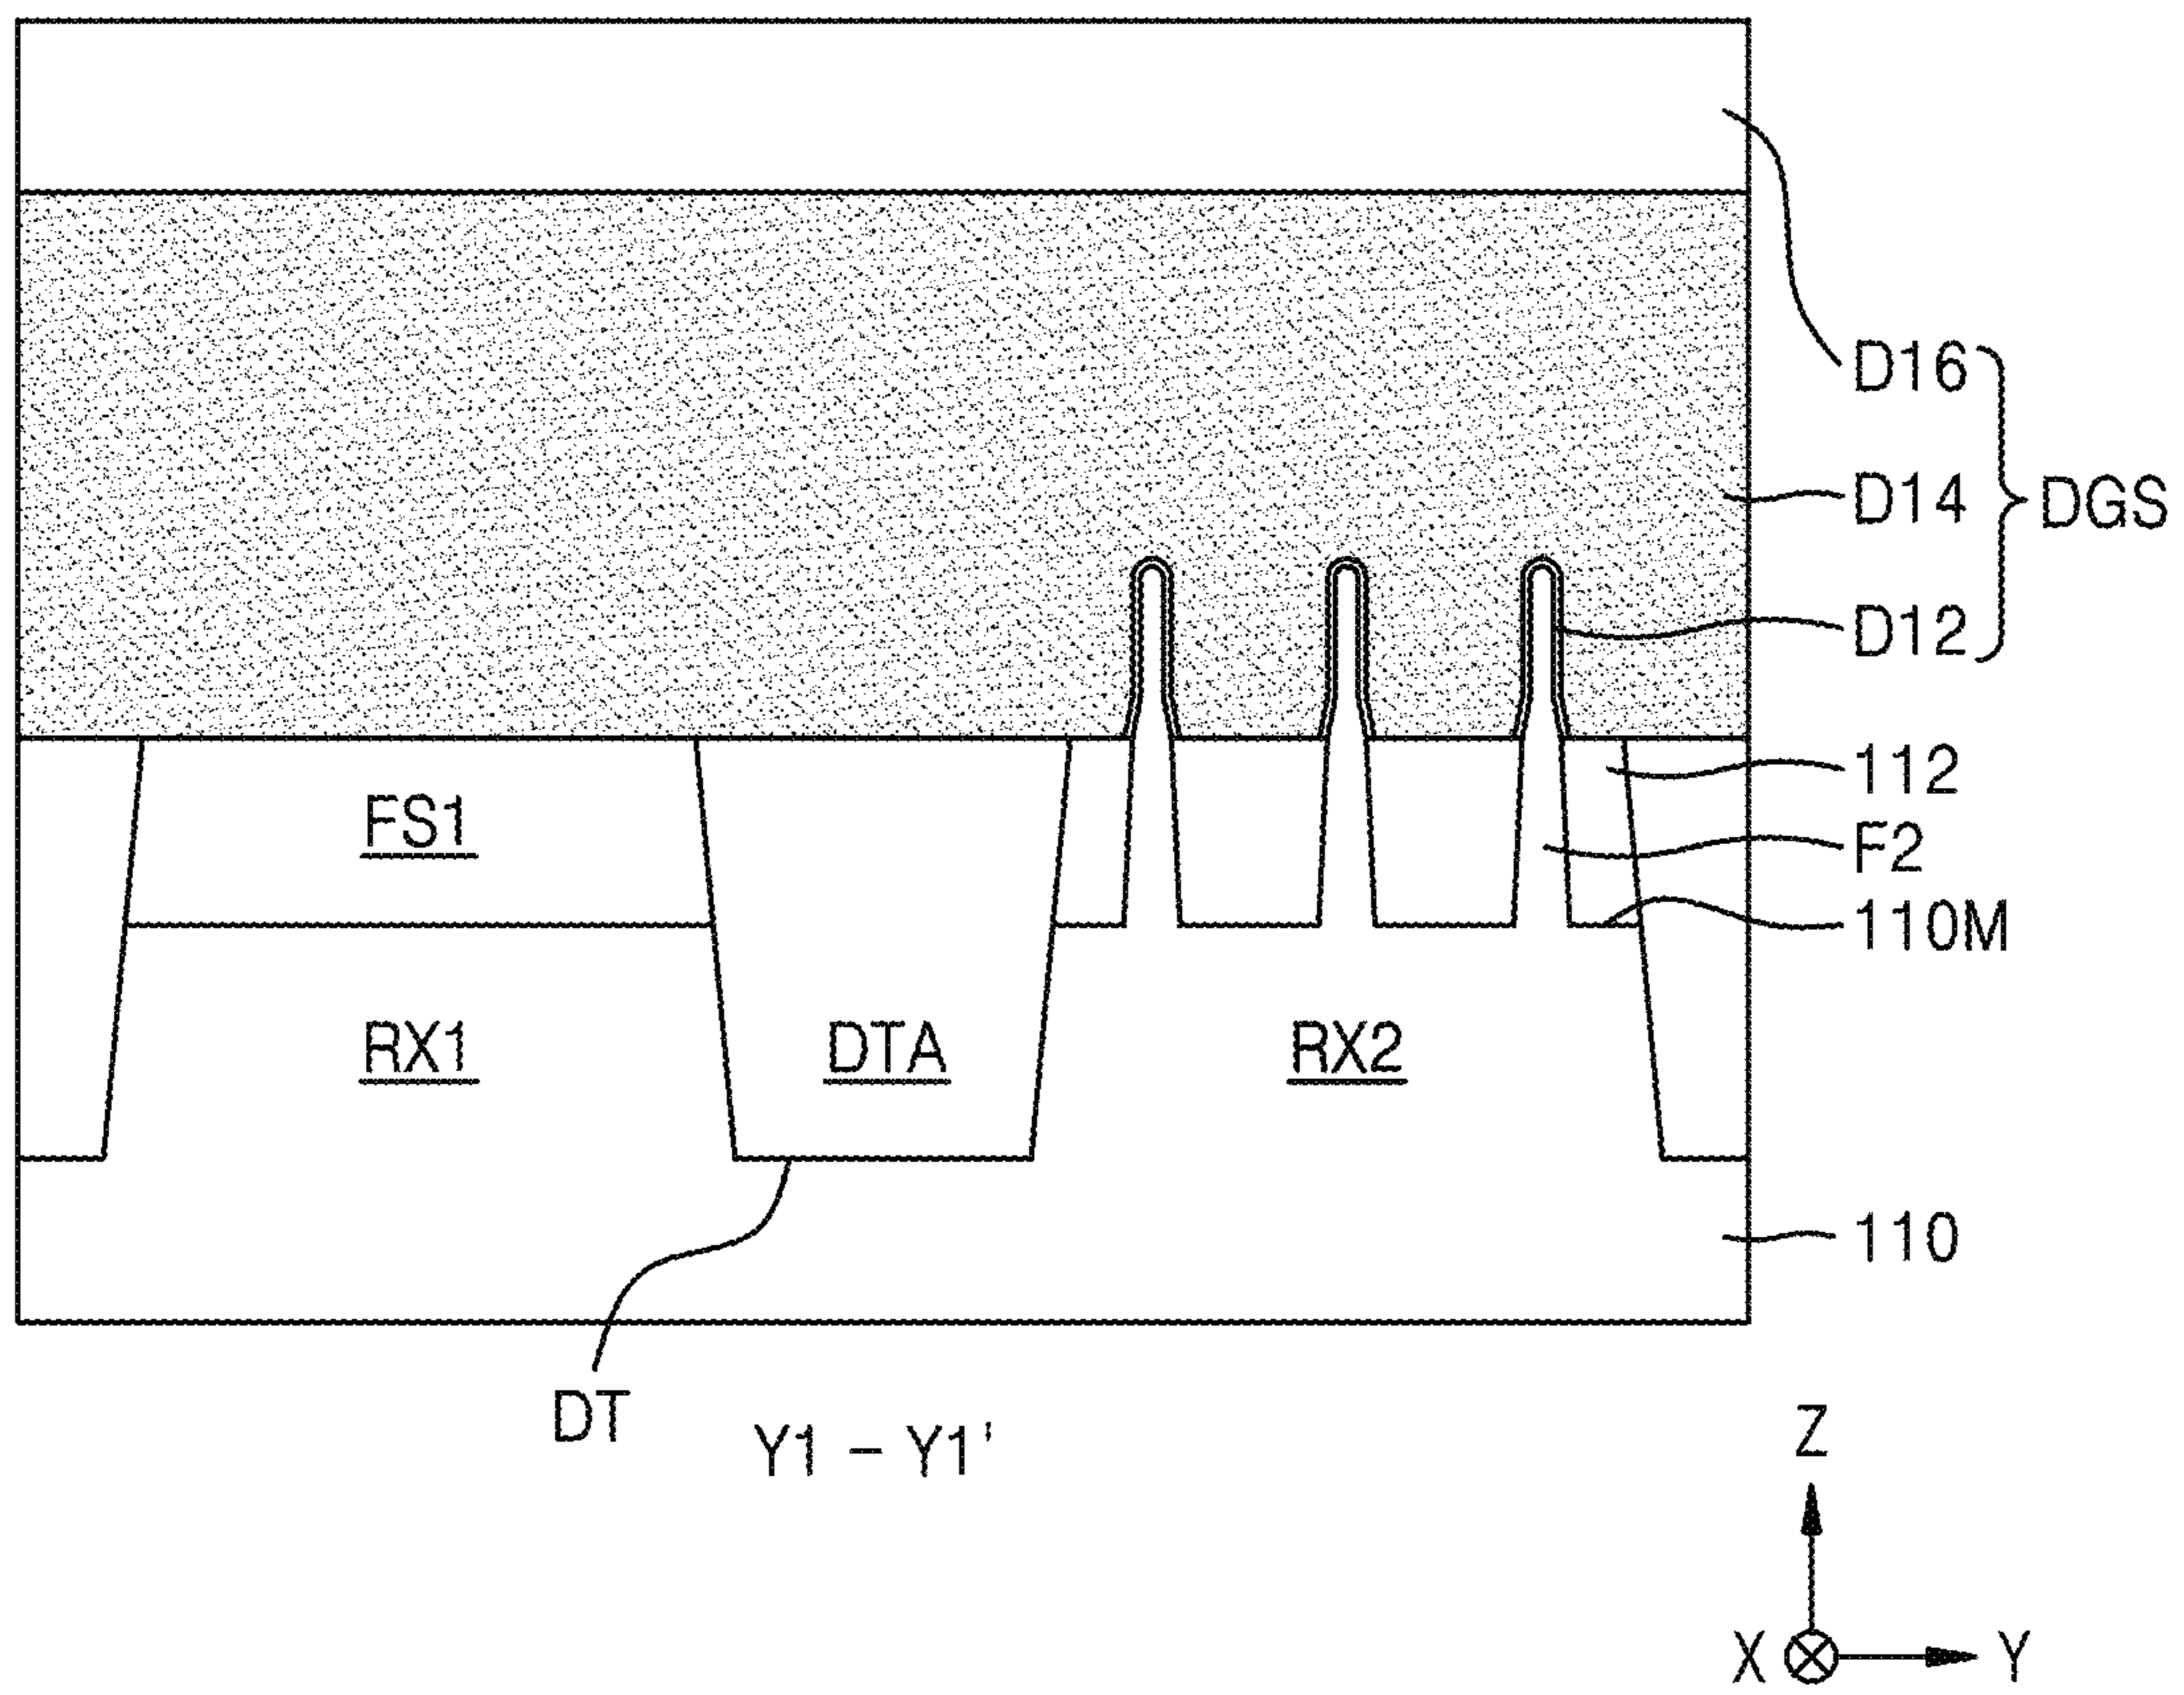 D16
D14
DGS
D12
112
FS1
F2
110M
RX1
DTA
RX2
110
DT
Y1 – Y1'
Z
X
Y